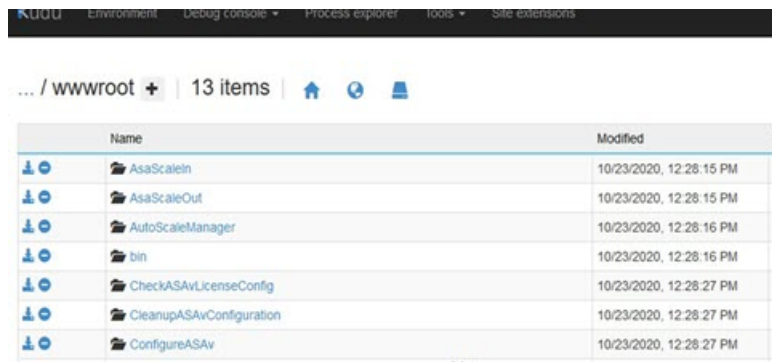 Kudu Environment Debug console Process explorer Tools Site extensions
... / wwwroot + 13 items
Name Modified
AsaScaleIn 10/23/2020, 12:28:15 PM
AsaScaleOut 10/23/2020, 12:28:15 PM
AutoScaleManager 10/23/2020, 12:28:16 PM
bin 10/23/2020, 12:28:16 PM
CheckASAvLicenseConfig 10/23/2020, 12:28:27 PM
CleanupASAvConfiguration 10/23/2020, 12:28:27 PM
ConfigureASAv 10/23/2020, 12:28:27 PM